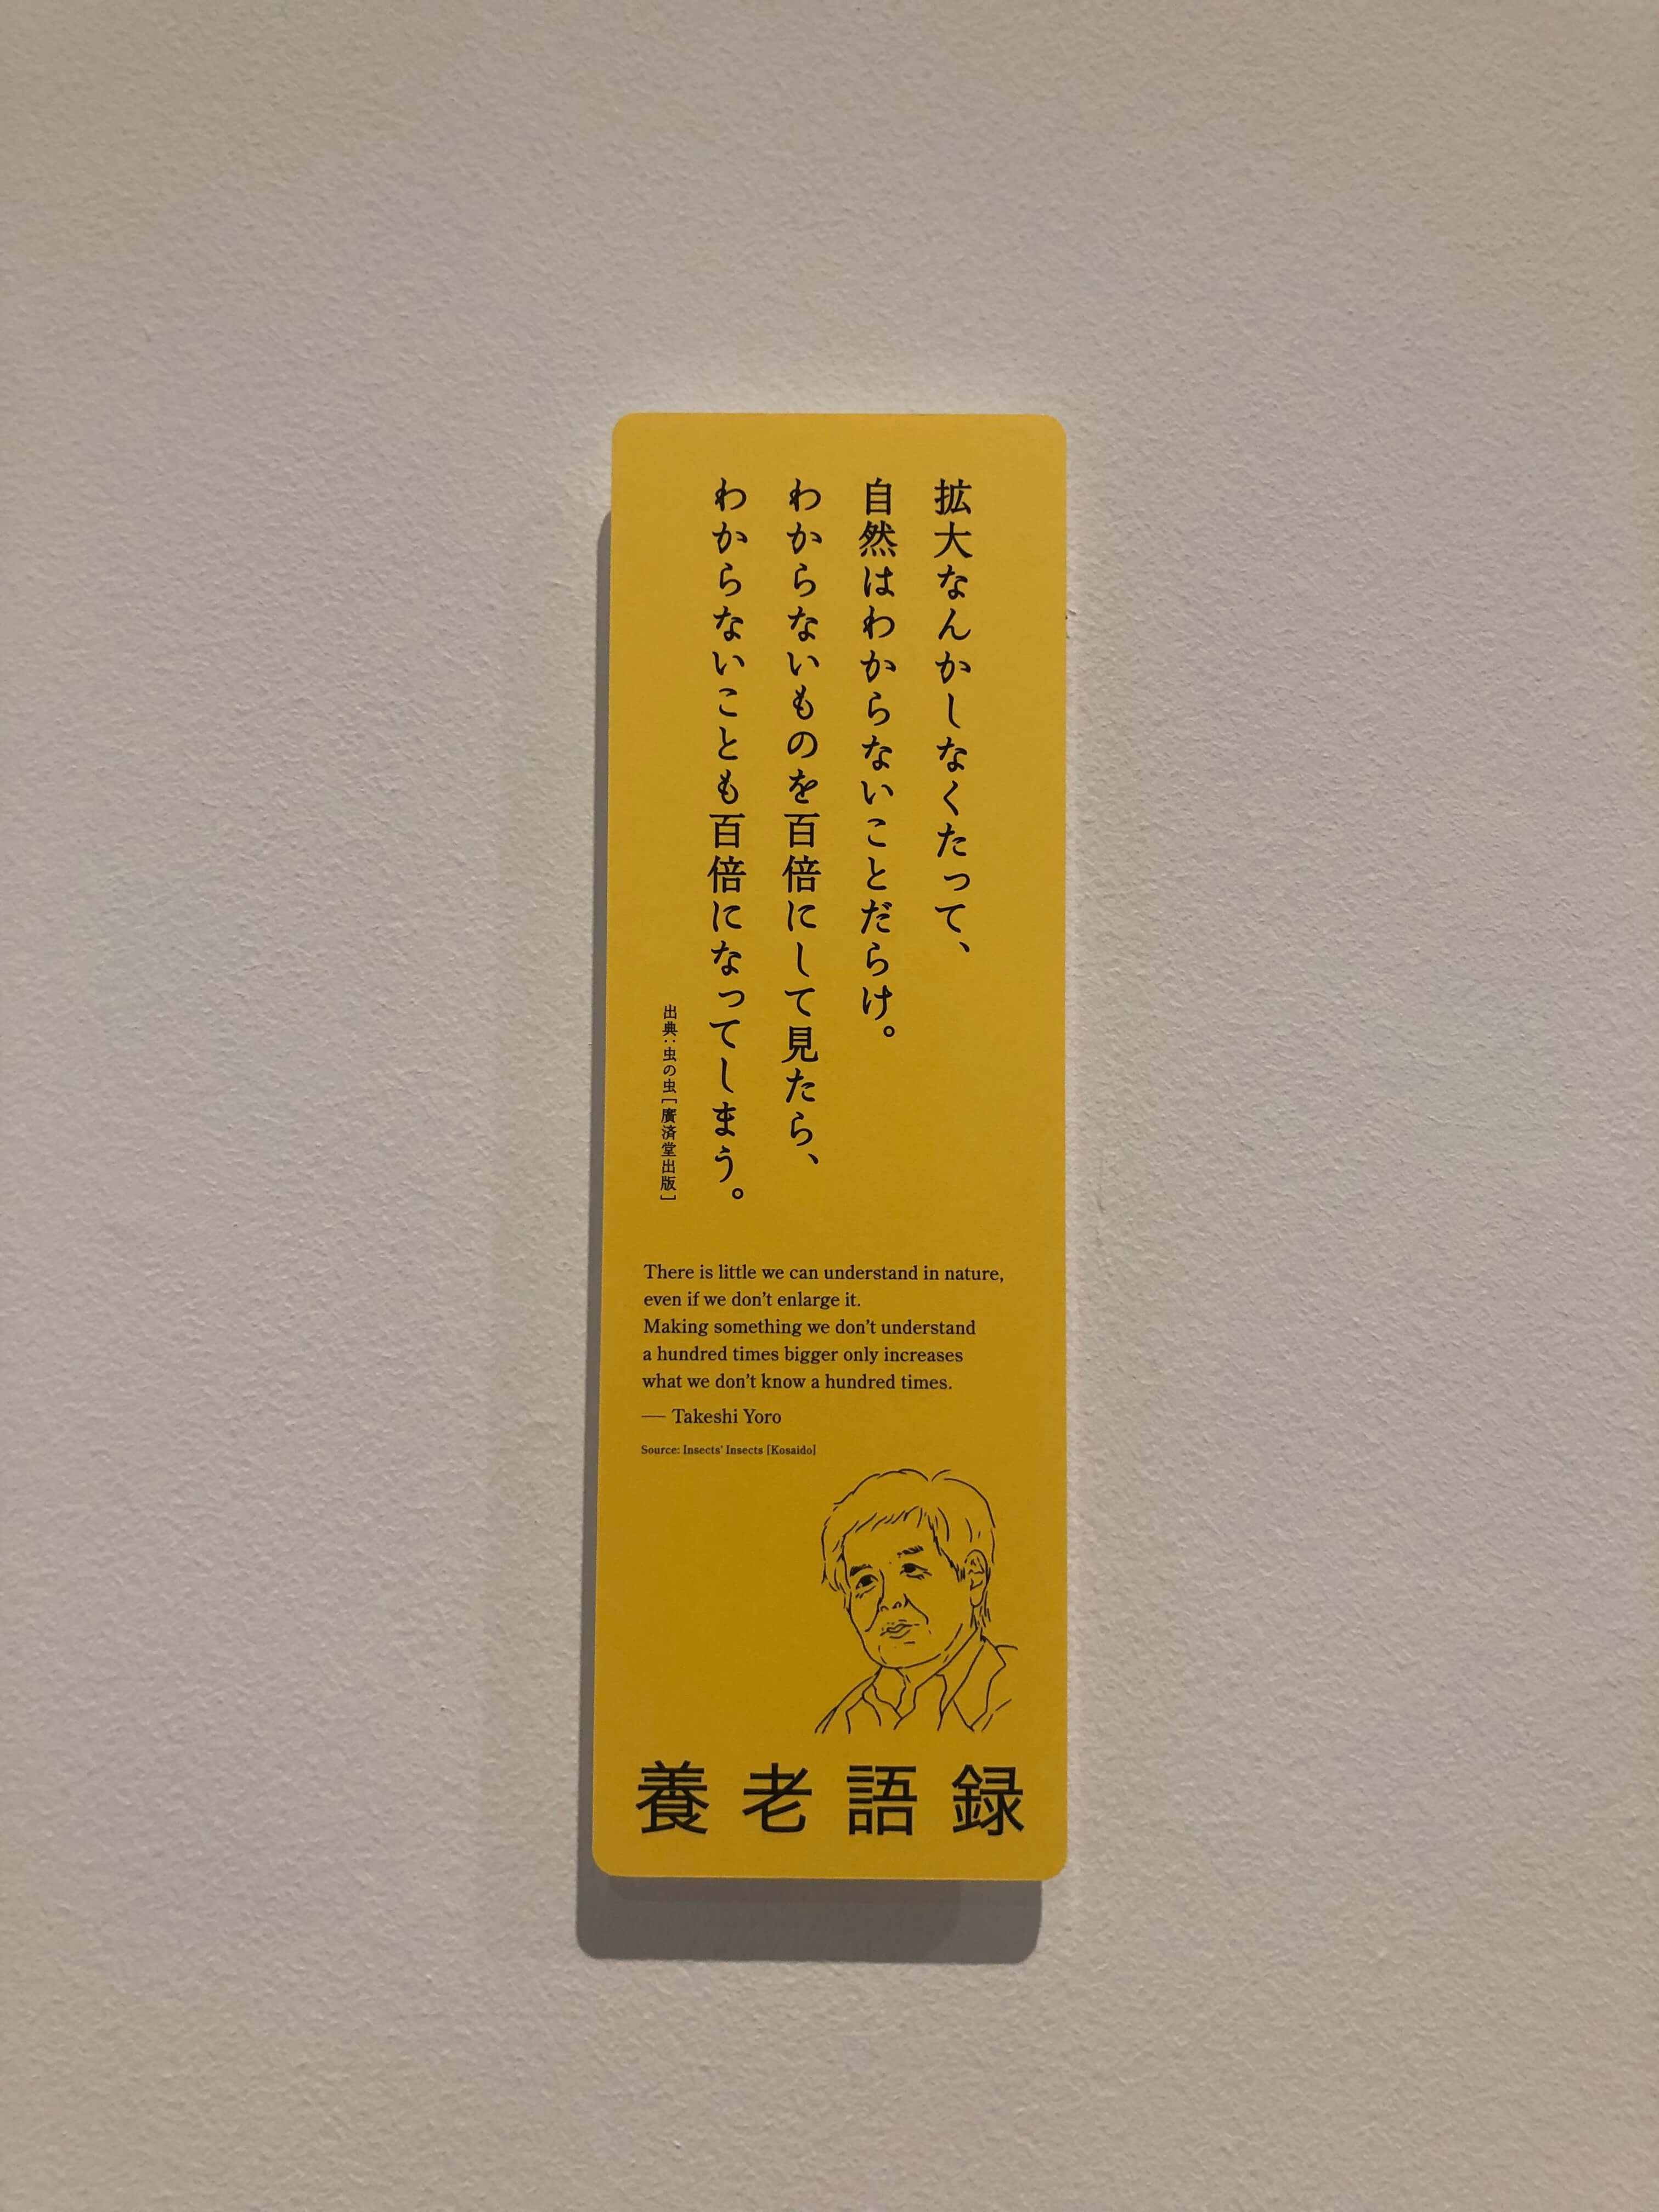 拡大なんかしなくたって、
自然はわからないことだらけ。
わからないものを百倍にして見たら、
わからないことも百倍になってしまう。
出典：虫の虫［廣済堂出版］
There is little we can understand in nature,
even if we don't enlarge it.
Making something we don't understand
a hundred times bigger only increases
what we don't know a hundred times.
— Takeshi Yoro
Source: Insects' Insects [Kosaido]
養老語録